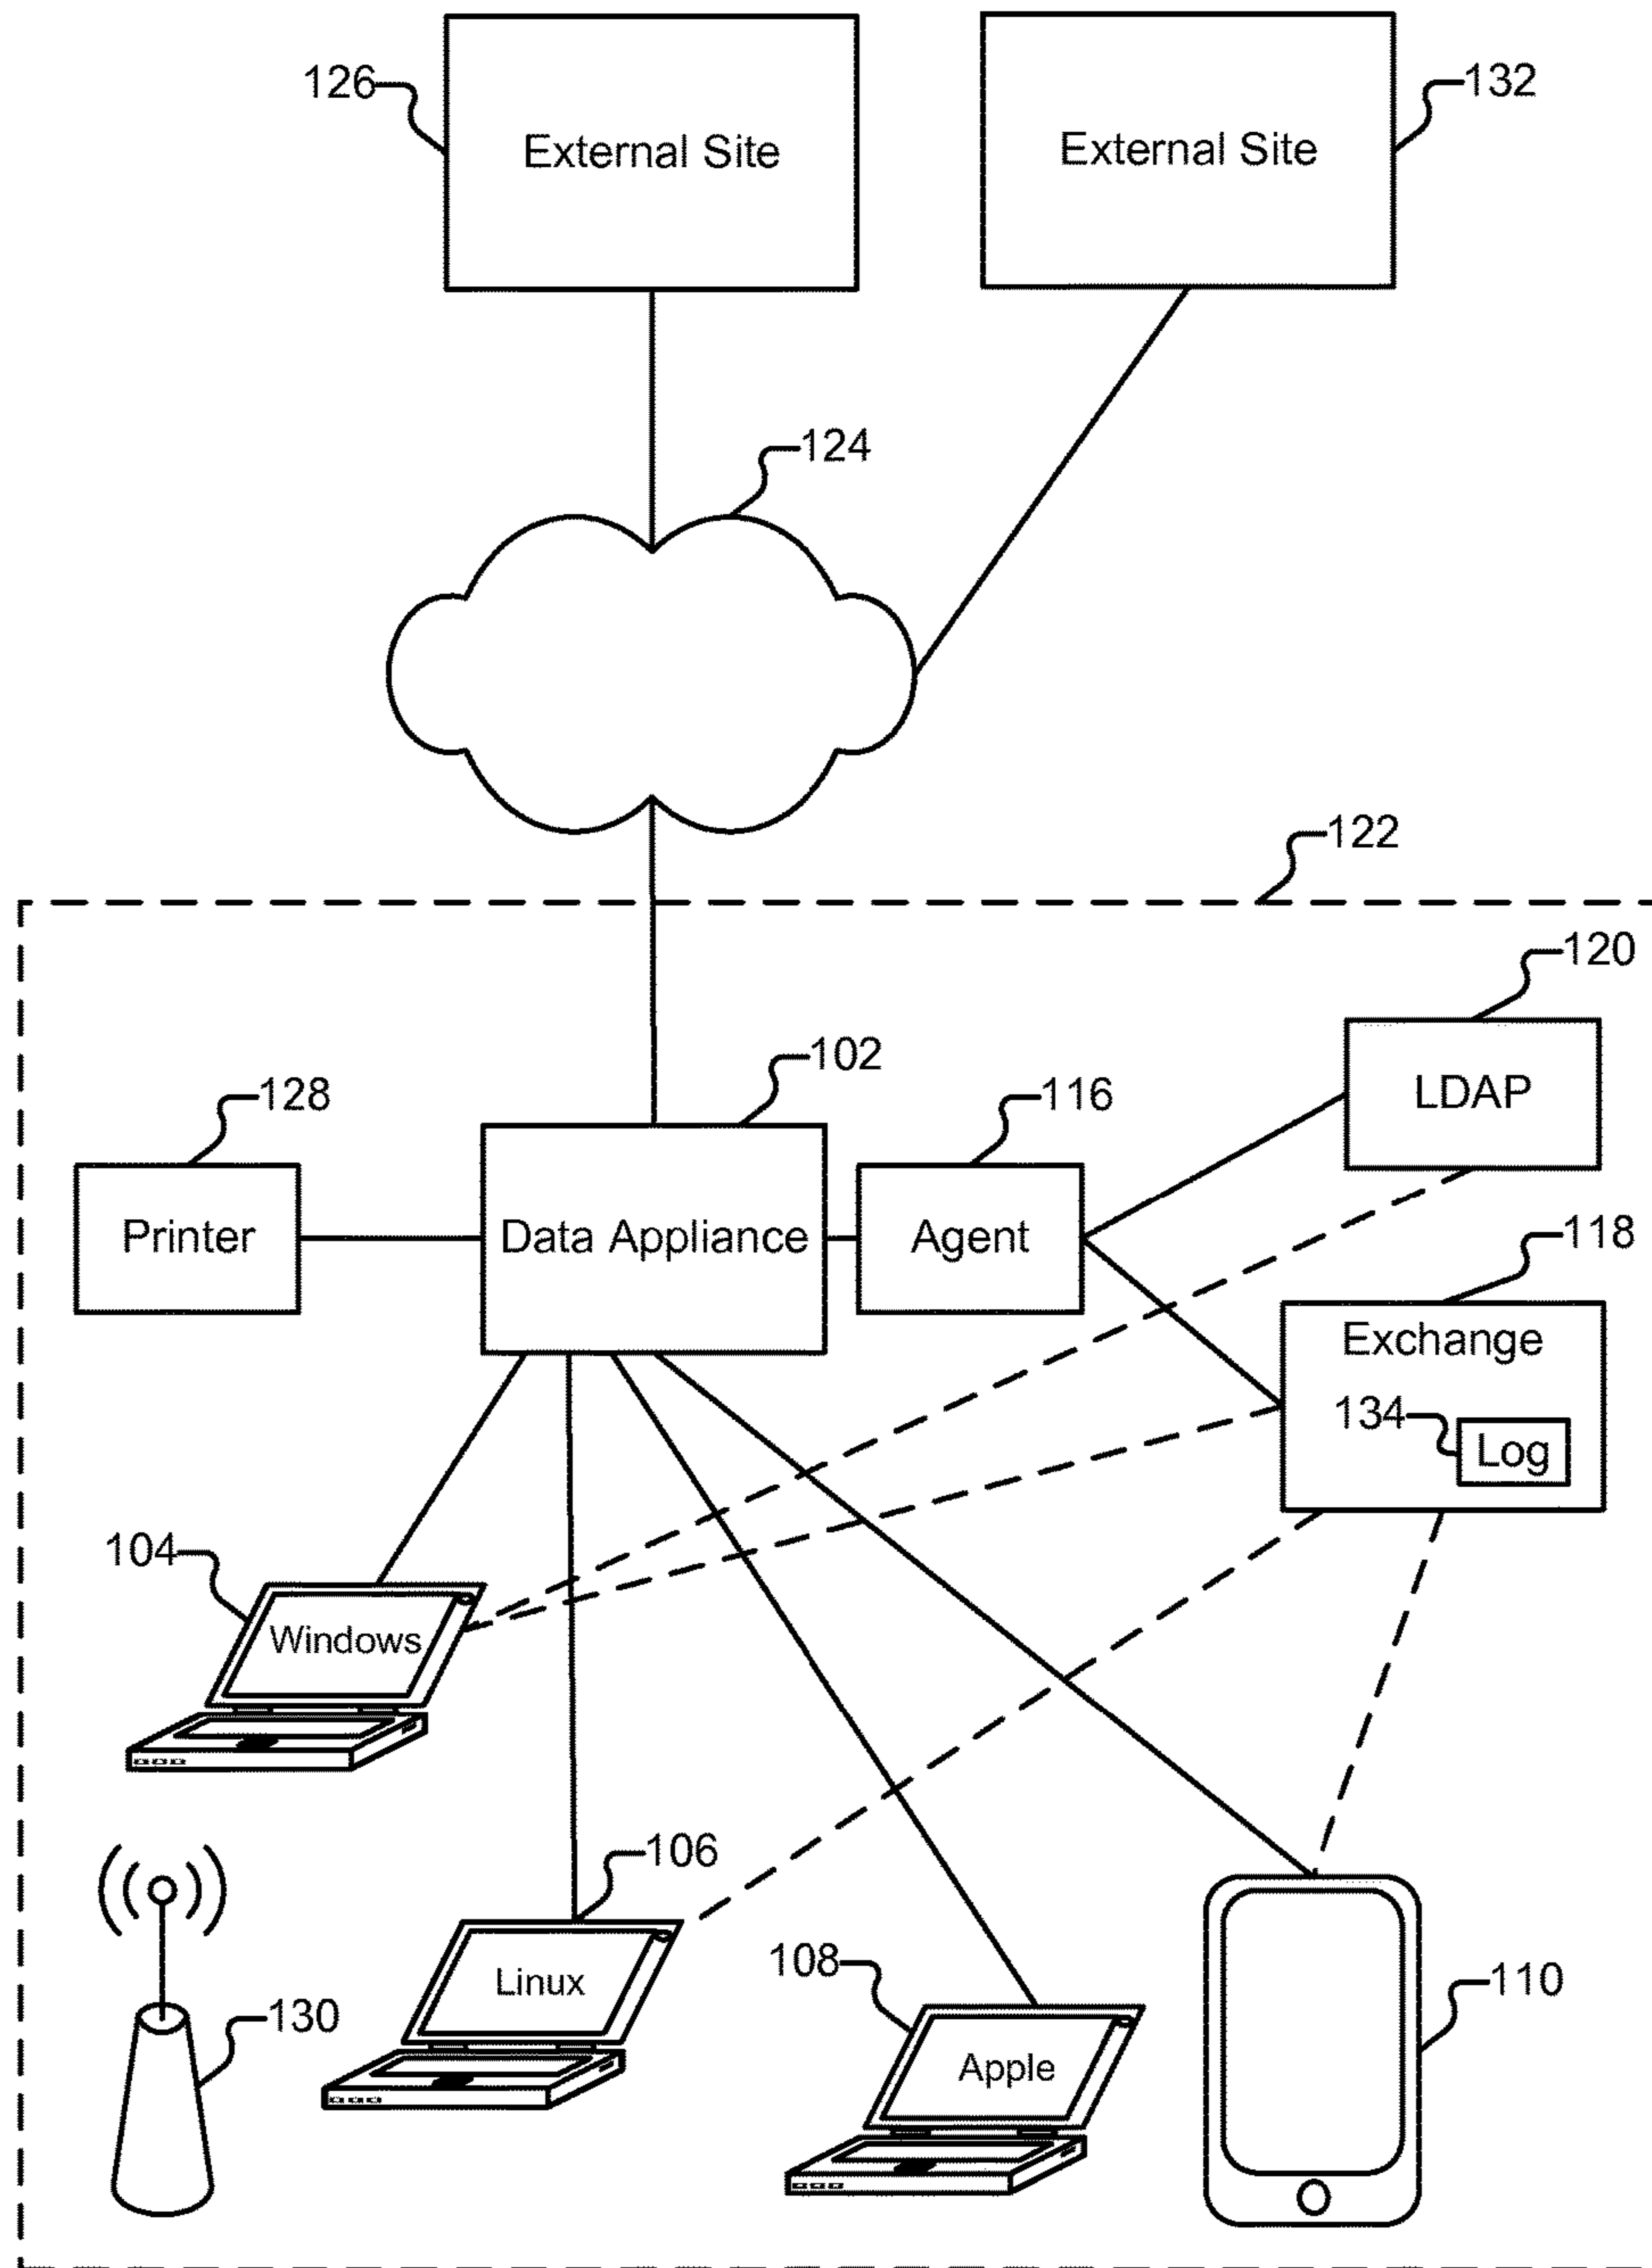 126
External Site
132
External Site
124
122
120
LDAP
102
116
128
Printer
Data Appliance
Agent
118
Exchange
134
Log
104
Windows
106
Linux
108
Apple
110
130